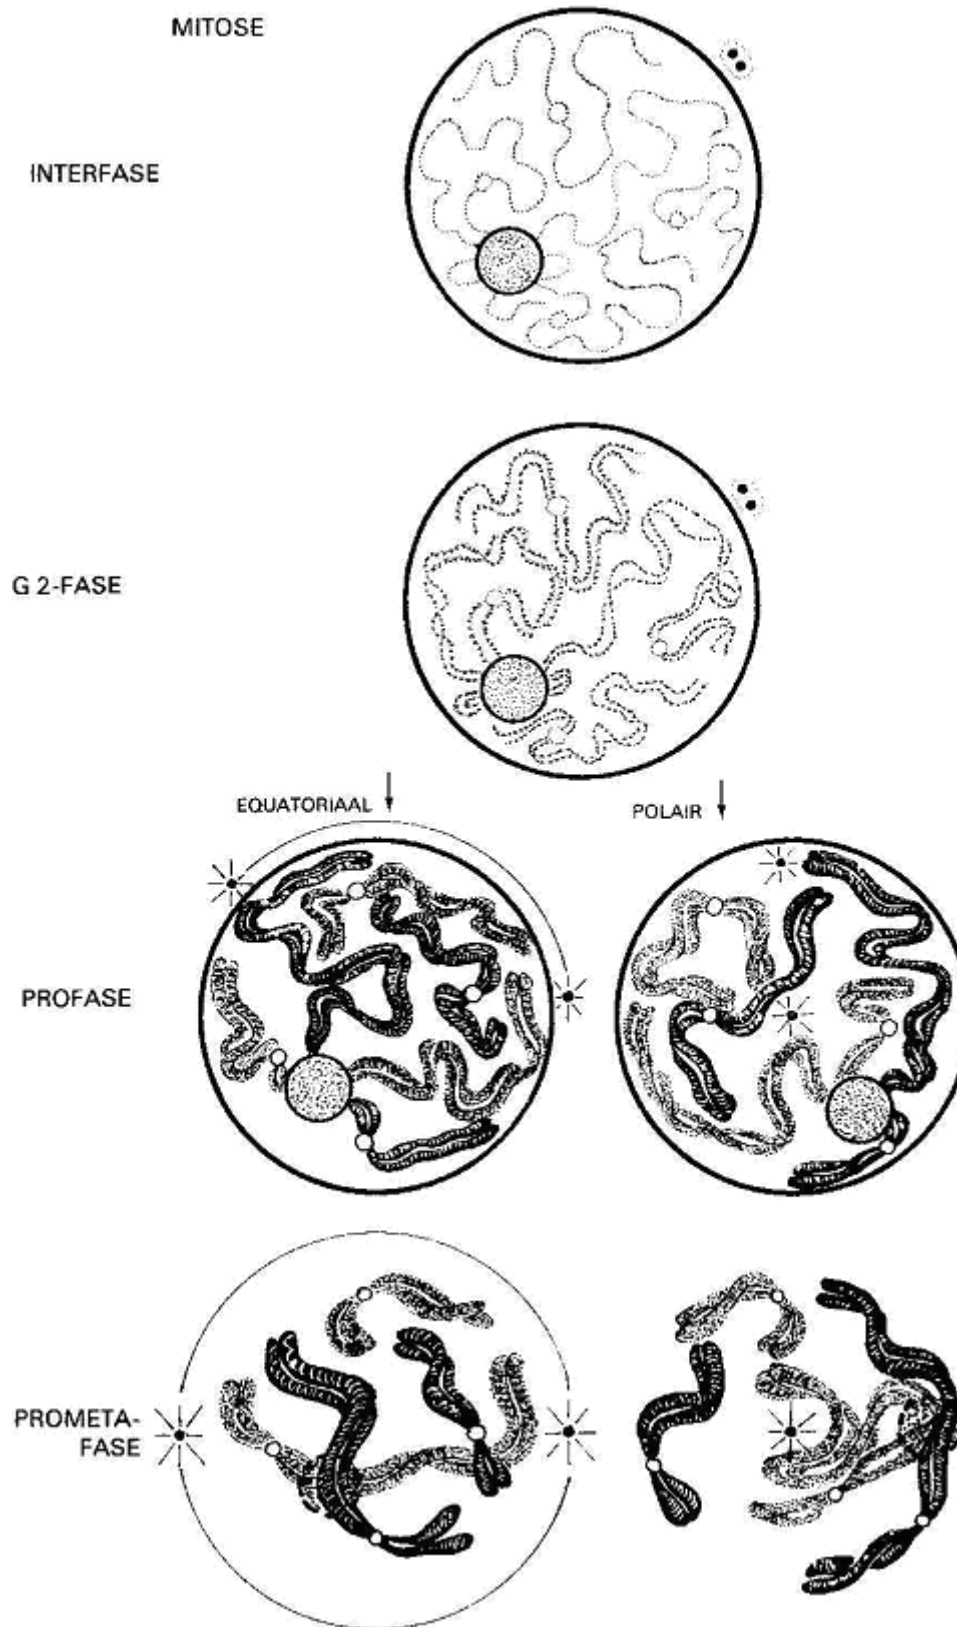 MITOSE
INTERFASE
G 2-FASE
EQUATORIAAL
POLAIR
PROFASE
PROMETA-
FASE